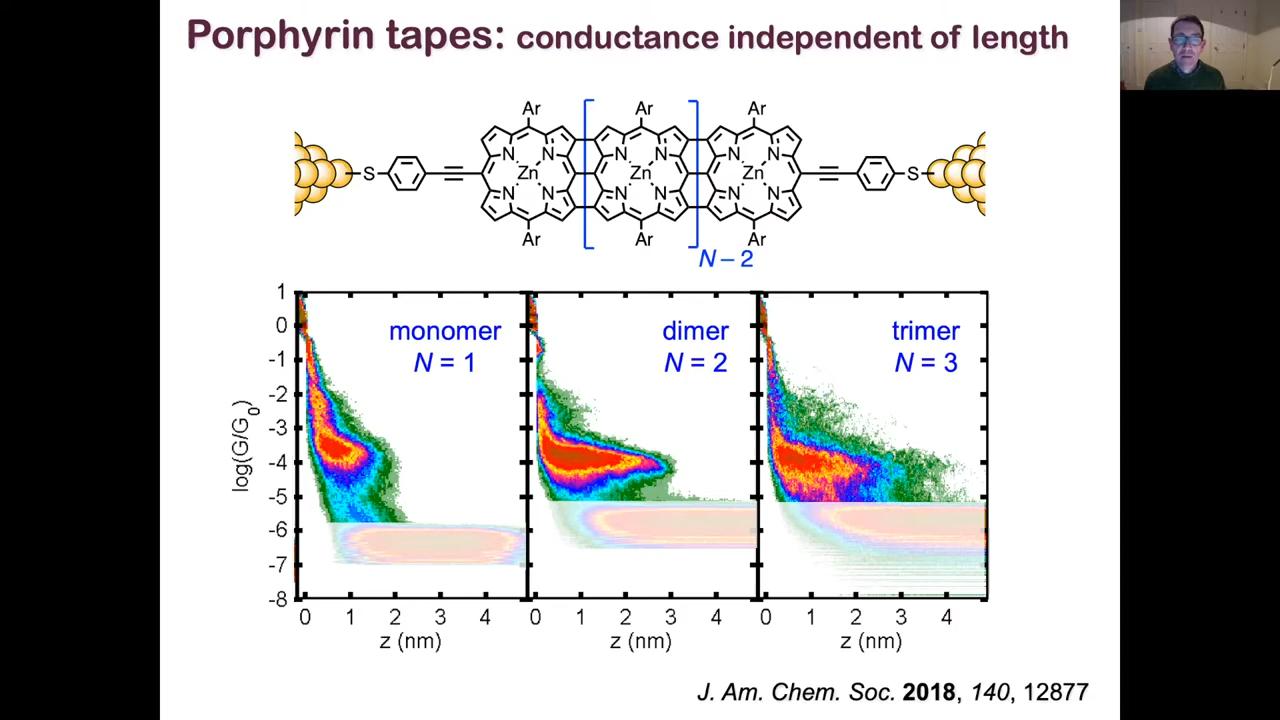 Porphyrin tapes: conductance independent of length
Ar Ar Ar
N N N N N N
S Zn Zn Zn S
N N N N N N
Ar Ar Ar
N – 2
monomer
N = 1
dimer
N = 2
trimer
N = 3
log(G/G0)
1
0
-1
-2
-3
-4
-5
-6
-7
-8
0 1 2 3 4 0 1 2 3 4 0 1 2 3 4
z (nm) z (nm) z (nm)
J. Am. Chem. Soc. 2018, 140, 12877